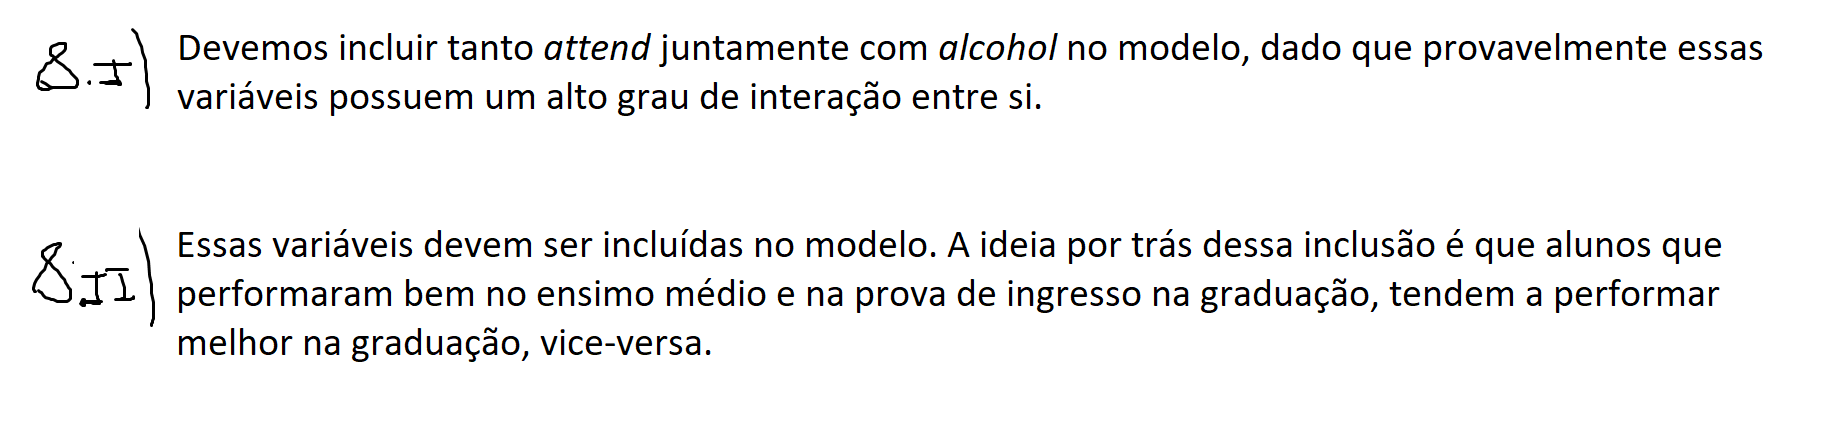 8.I) Devemos incluir tanto attend juntamente com alcohol no modelo, dado que provavelmente essas
variáveis possuem um alto grau de interação entre si.
8.II) Essas variáveis devem ser incluídas no modelo. A ideia por trás dessa inclusão é que alunos que
performaram bem no ensimo médio e na prova de ingresso na graduação, tendem a performar
melhor na graduação, vice-versa.